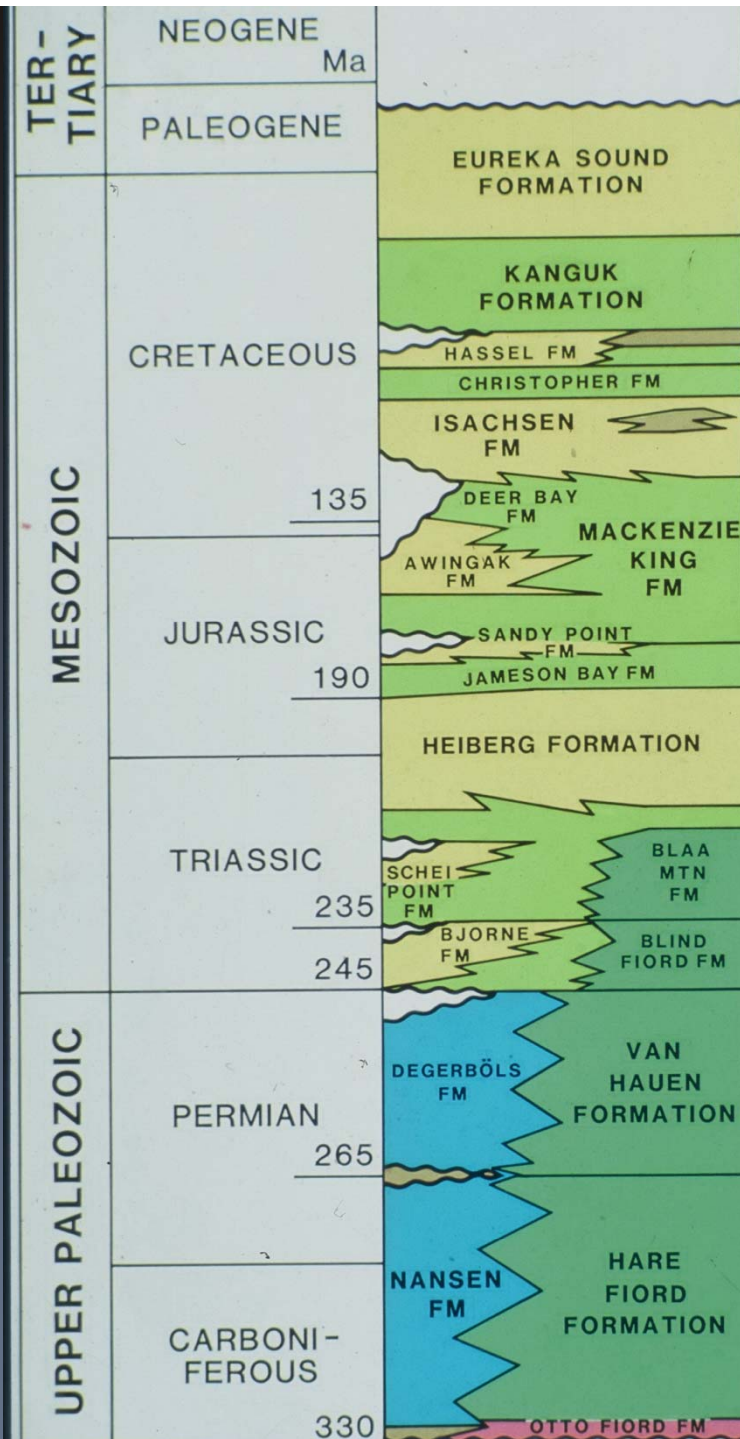 TER-
TIARY
NEOGENE
Ma
PALEOGENE
MESOZOIC
CRETACEOUS
135
JURASSIC
190
TRIASSIC
235
245
UPPER PALEOZOIC
PERMIAN
265
CARBONI-
FEROUS
330
EUREKA SOUND
FORMATION
KANGUK
FORMATION
HASSEL FM
CHRISTOPHER FM
ISACHSEN
FM
DEER BAY
FM
MACKENZIE
KING
FM
AWINGAK
FM
SANDY POINT
FM
JAMESON BAY FM
HEIBERG FORMATION
SCHEI
POINT
FM
BLAA
MTN
FM
BJORNE
FM
BLIND
FIORD FM
DEGERBÖLS
FM
VAN
HAUEN
FORMATION
NANSEN
FM
HARE
FIORD
FORMATION
OTTO FIORD FM